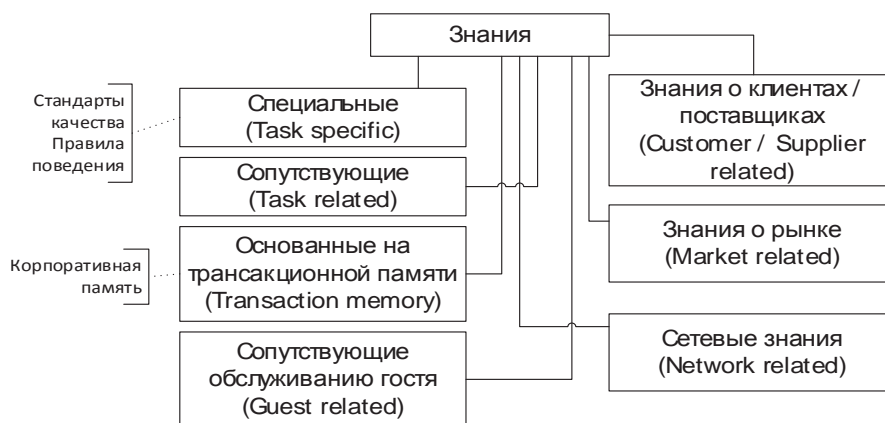 Знания
Стандарты
качества
Правила
поведения
Специальные
(Task specific)
Сопутствующие
(Task related)
Корпоративная
память
Основанные на
трансакционной памяти
(Transaction memory)
Сопутствующие
обслуживанию гостя
(Guest related)
Знания о клиентах /
поставщиках
(Customer / Supplier
related)
Знания о рынке
(Market related)
Сетевые знания
(Network related)